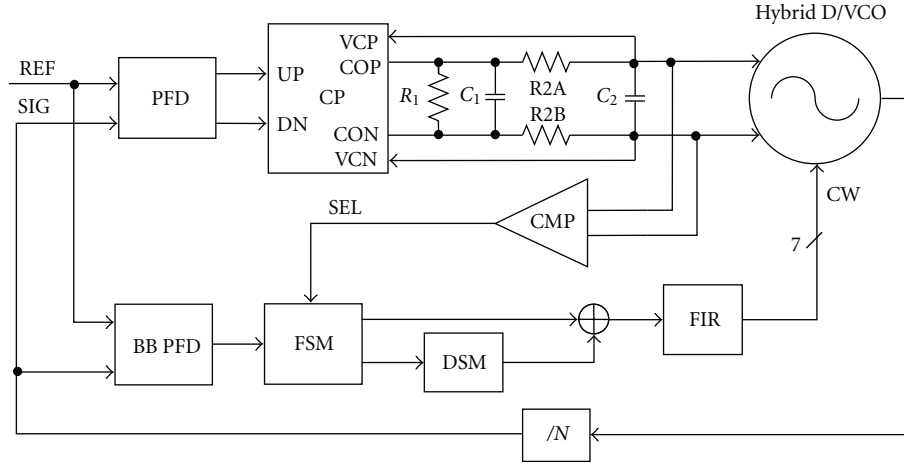 Hybrid D/VCO
REF
SIG
PFD
UP
DN
CP
VCP
COP
CON
VCN
R1
C1
R2A
R2B
C2
CW
7
SEL
CMP
BB PFD
FSM
DSM
FIR
/N